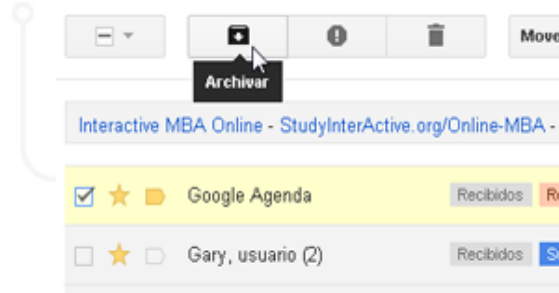 Move
Archivar
Interactive MBA Online - StudyInterActive.org/Online-MBA -
Google Agenda Recibidos
Gary, usuario (2) Recibidos